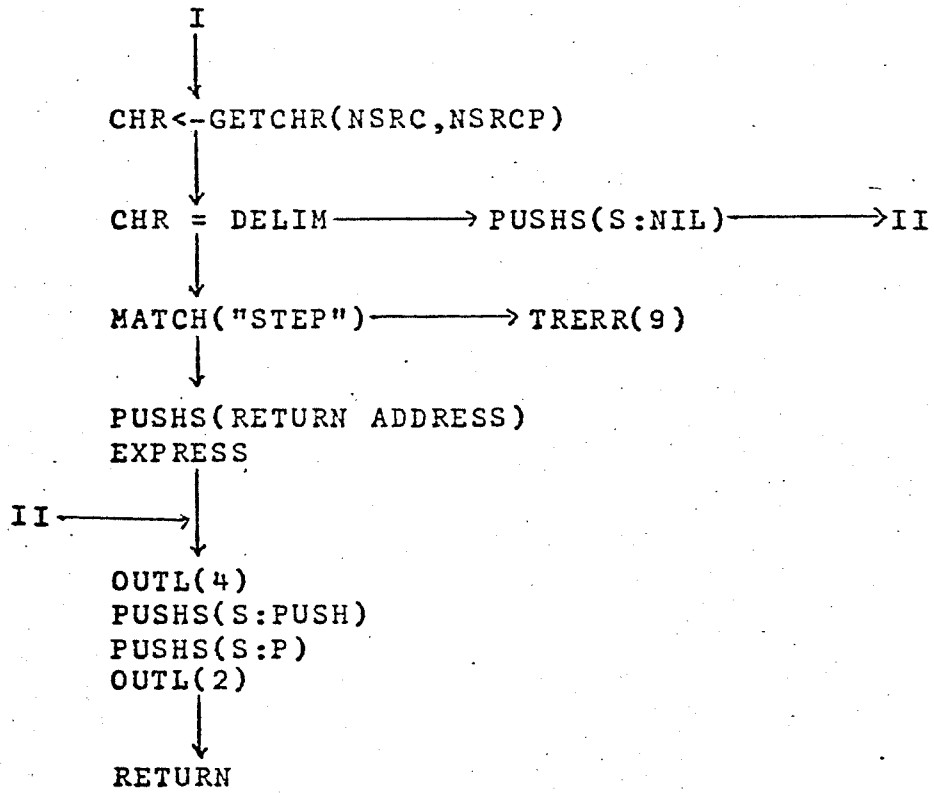 I
CHR<-GETCHR(NSRC,NSRCP)
CHR = DELIM PUSHS(S:NIL) II
MATCH("STEP") TRERR(9)
PUSHS(RETURN ADDRESS)
EXPRESS
II
OUTL(4)
PUSHS(S:PUSH)
PUSHS(S:P)
OUTL(2)
RETURN